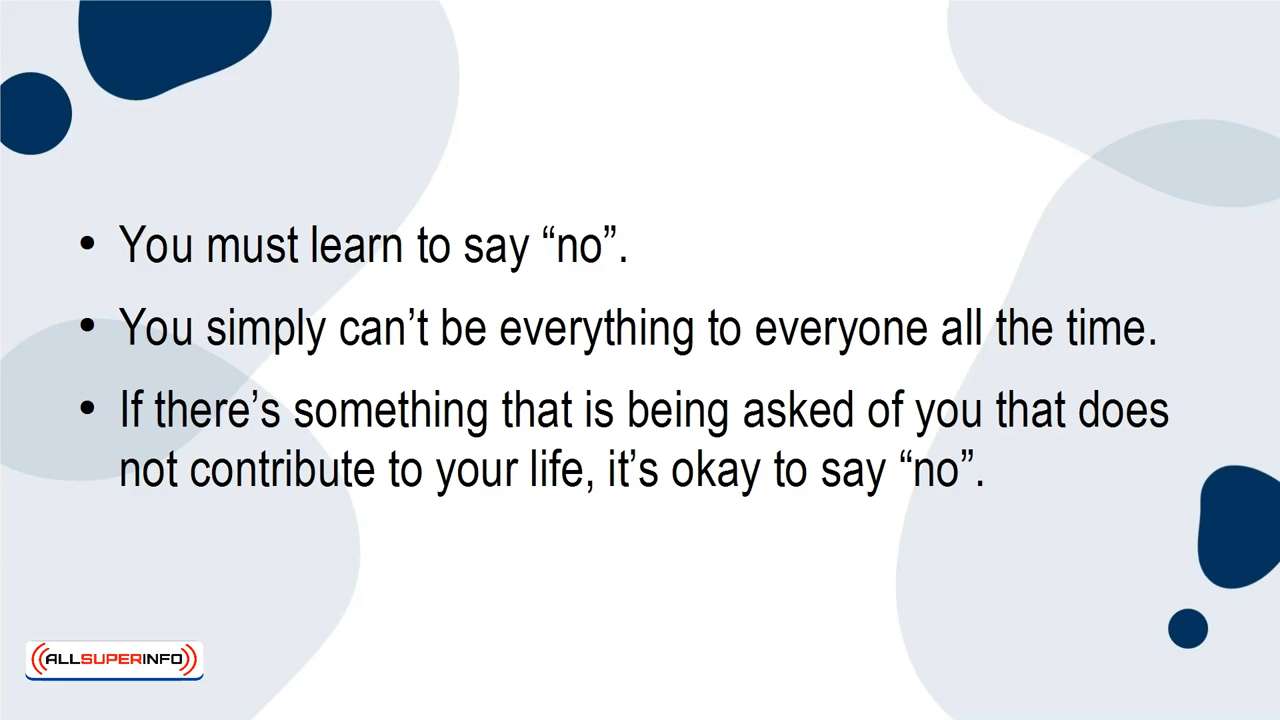 • You must learn to say “no”.
• You simply can’t be everything to everyone all the time.
• If there’s something that is being asked of you that does
not contribute to your life, it’s okay to say “no”.
ALLSUPERINFO